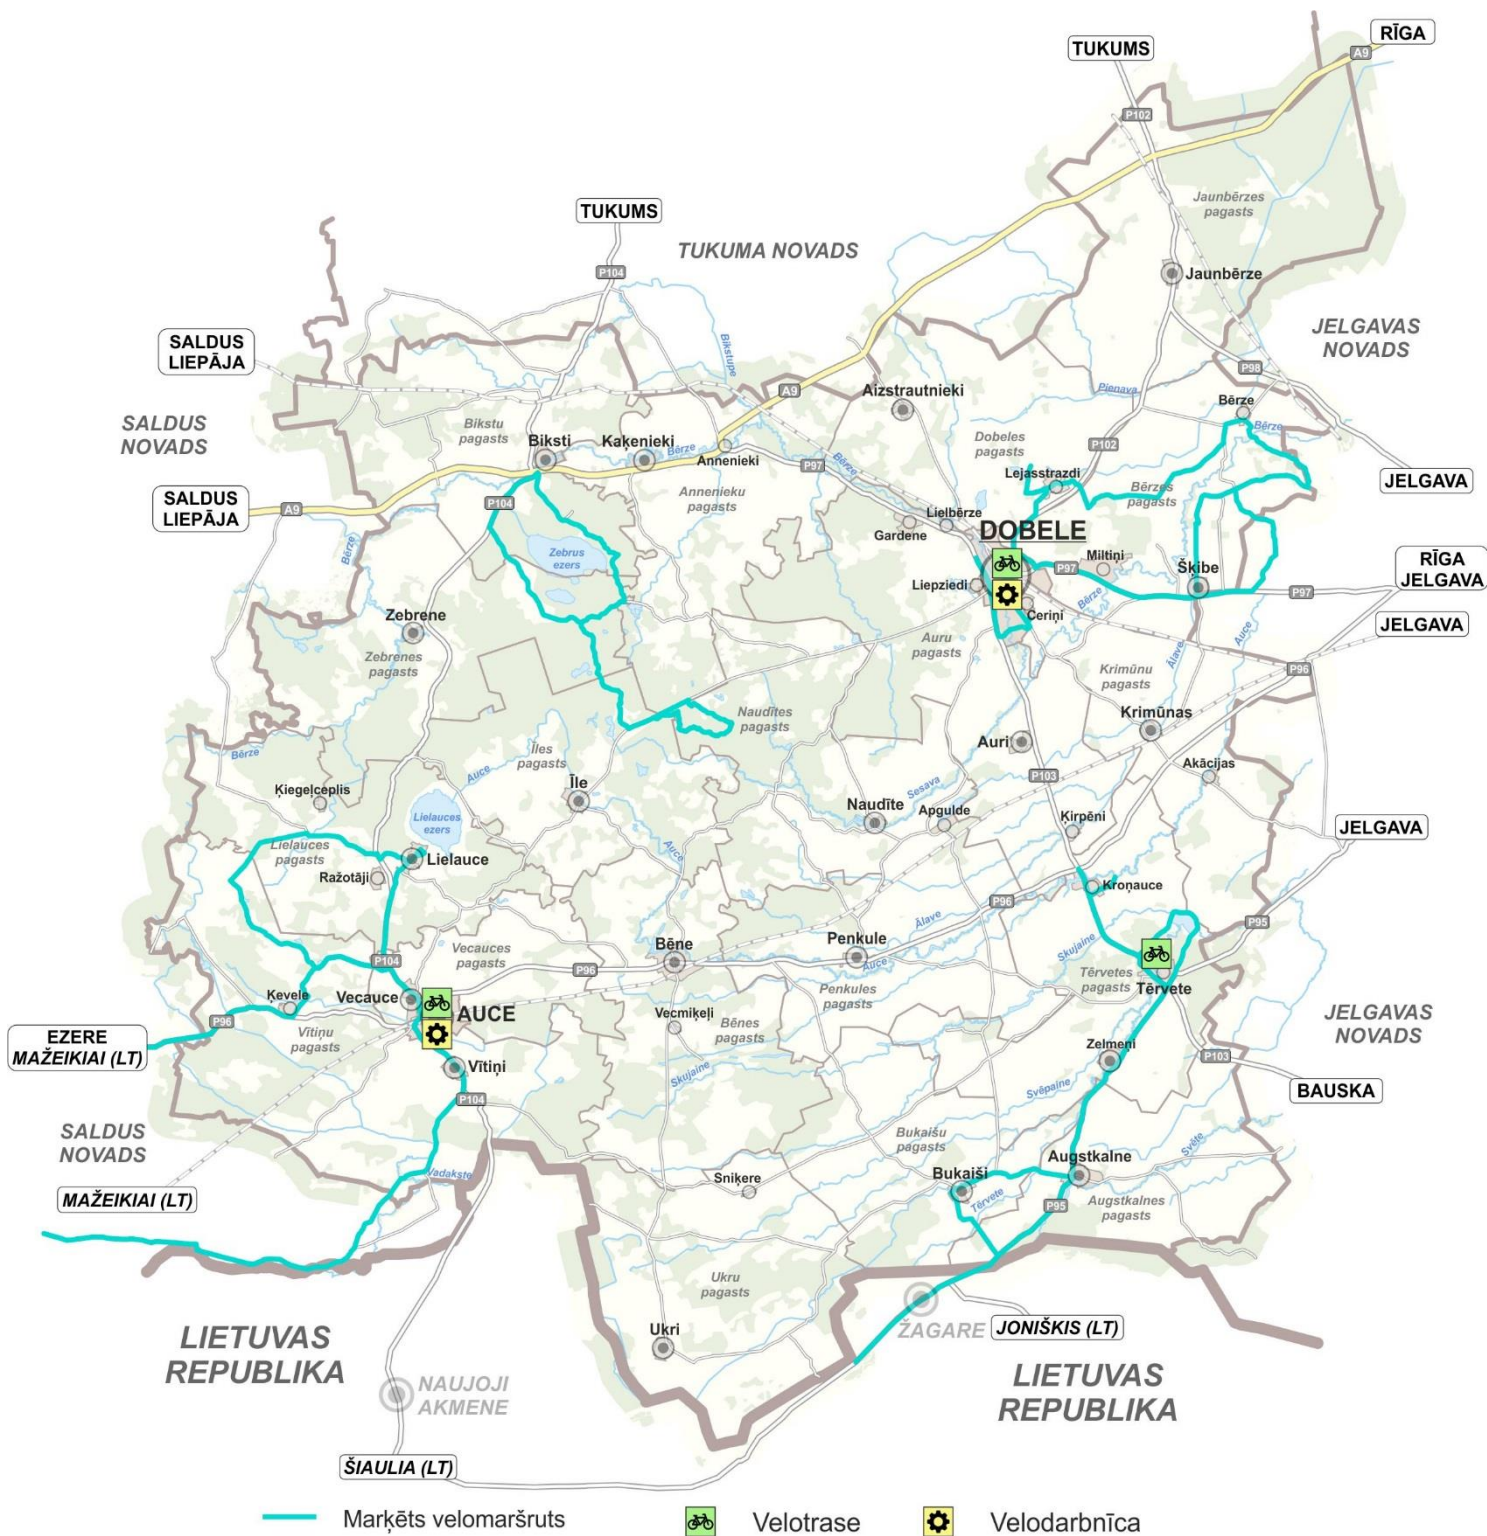 RĪGA
TUKUMS
A9
P102
Jaunbērzes
pagasts
TUKUMS
TUKUMA NOVADS
P104
Jaunbērze
JELGAVAS
NOVADS
SALDUS
LIEPĀJA
Bikstupe
P98
Pienava
A9
Aizstrautnieki
Bērze
Bērze
SALDUS
NOVADS
Bikstu
pagasts
Biksti
Kaķenieki
Bērze
Annenieki
P97
Bērze
Dobeles
pagasts
P102
Lejasstrazdi
JELGAVA
SALDUS
LIEPĀJA
A9
P104
Annenieku
pagasts
Bērzes
pagasts
Gardene
Lielbērze
DOBELE
Bērze
Zebrus
ezers
Liepziedi
P97
Miltiņi
Šķibe
RĪGA
JELGAVA
P97
Ceriņi
Bērze
Auce
JELGAVA
Zebrene
Zebrenes
pagasts
Auru
pagasts
Ālave
Krimūnu
pagasts
P96
Naudītes
pagasts
Krimūnas
Auri
Bērze
Īles
pagasts
Auce
Īle
P103
Akācijas
Ķiegeļceplis
Sesava
Lielauces
ezers
Naudīte
Apgulde
Ķirpēni
JELGAVA
Lielauces
pagasts
Lielauce
Ražotāji
Auce
Kroņauce
P96
Ālave
P95
Vecauces
pagasts
Bēne
Penkule
Skujaine
P104
P96
Auce
Tērvetes
pagasts
Tērvete
Ķevele
Vecauce
AUCE
Penkules
pagasts
P96
Vītiņu
pagasts
Vecmiķeļi
Bēnes
pagasts
JELGAVAS
NOVADS
EZERE
MAŽEIKIAI (LT)
Zelmeņi
P103
Vītiņi
Skujaine
Svēpaine
BAUSKA
P104
SALDUS
NOVADS
Bukaišu
pagasts
Svēte
Augstkalne
Vadakste
Sniķere
Bukaiši
Tērvete
MAŽEIKIAI (LT)
P95
Augstkalnes
pagasts
Ukru
pagasts
ŽAGARE
JONIŠKIS (LT)
Ukri
LIETUVAS
REPUBLIKA
NAUJOJI
AKMENE
LIETUVAS
REPUBLIKA
ŠIAULIA (LT)
Marķēts velomaršruts
Velotrase
Velodarbnīca